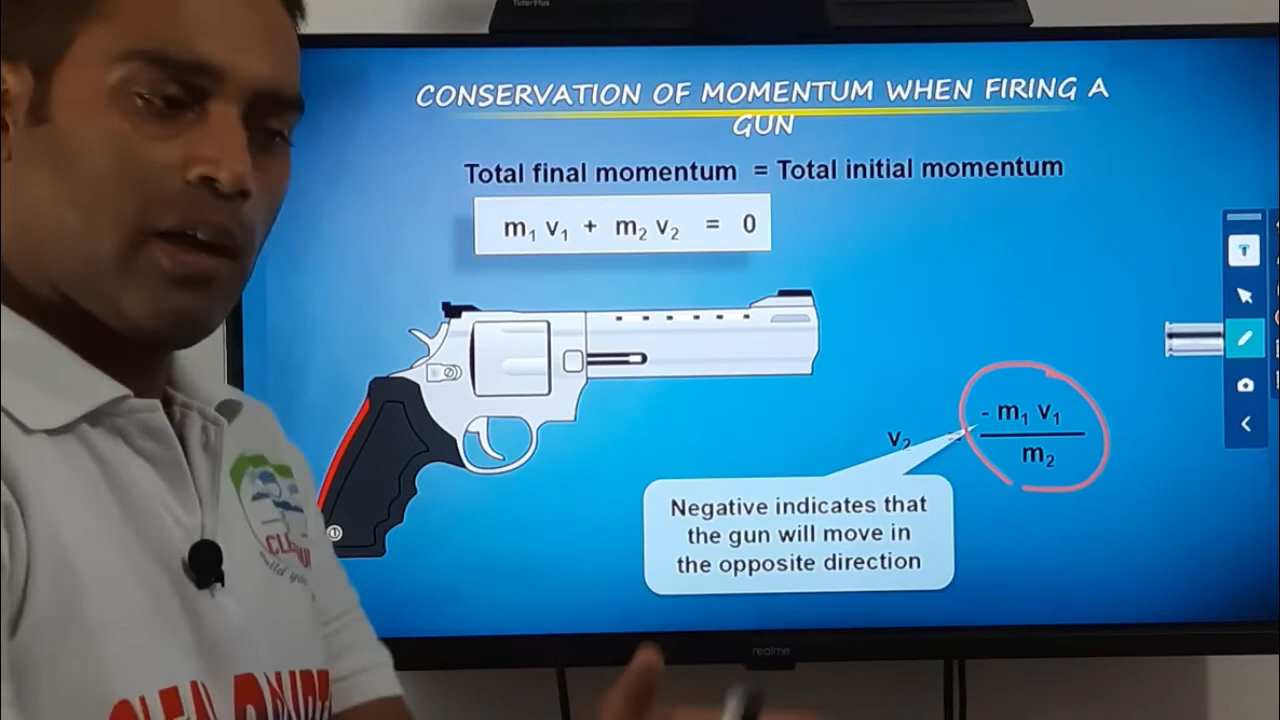 TutorPlus
CONSERVATION OF MOMENTUM WHEN FIRING A
GUN
Total final momentum = Total initial momentum
m₁ v₁ + m₂ v₂ = 0
- m₁ v₁
v₂ =
m₂
Negative indicates that
the gun will move in
the opposite direction
realme